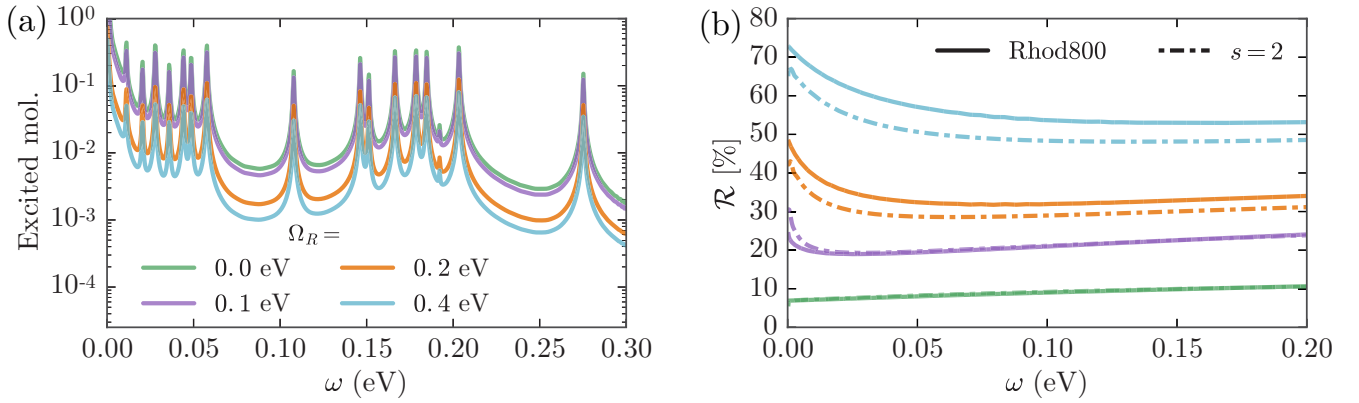 (a)
Excited mol.
10⁰
10⁻¹
10⁻²
10⁻³
10⁻⁴
Ω_R =
0.0 eV
0.2 eV
0.1 eV
0.4 eV
0.00 0.05 0.10 0.15 0.20 0.25 0.30
ω (eV)
(b)
ℛ [%]
80
70
60
50
40
30
20
10
0
Rhod800
s = 2
0.00 0.05 0.10 0.15 0.20
ω (eV)